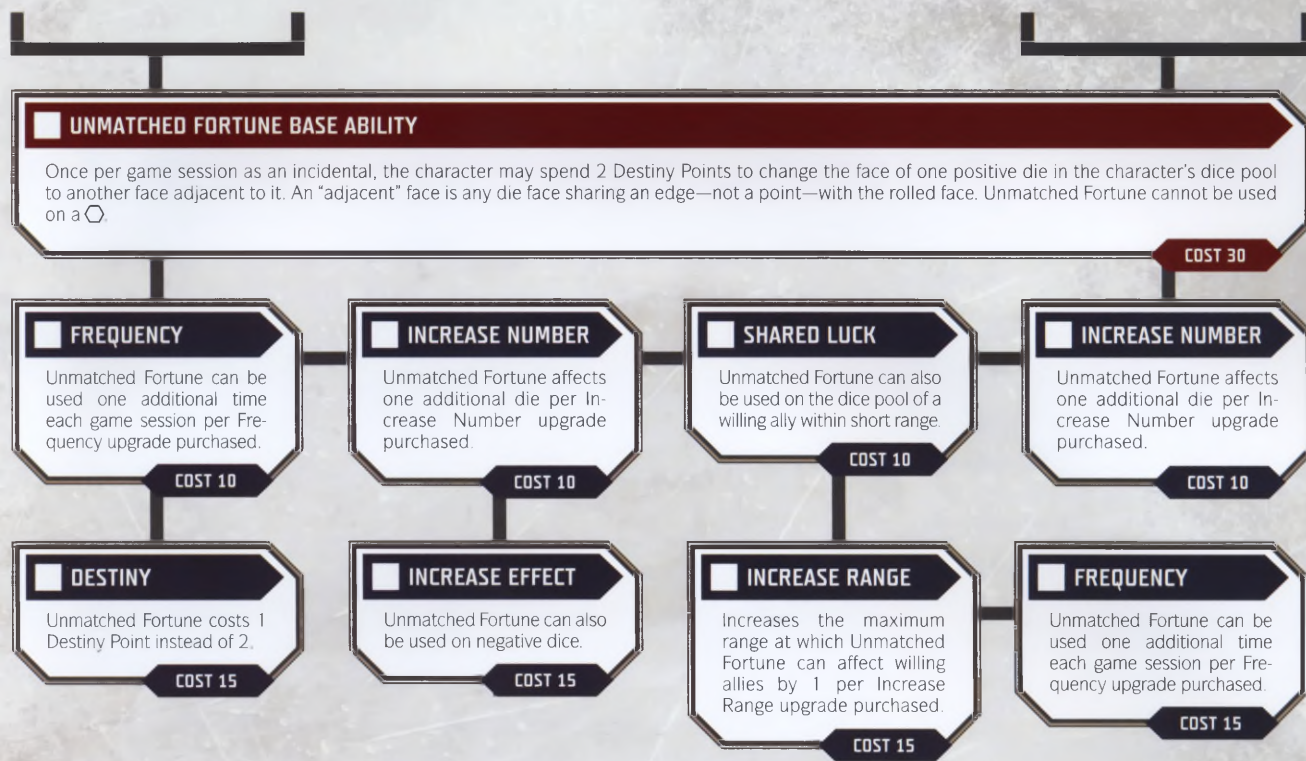 UNMATCHED FORTUNE BASE ABILITY
Once per game session as an incidental, the character may spend 2 Destiny Points to change the face of one positive die in the character's dice pool
to another face adjacent to it. An “adjacent” face is any die face sharing an edge—not a point—with the rolled face. Unmatched Fortune cannot be used
on a ⬡.
COST 30
FREQUENCY
Unmatched Fortune can be
used one additional time
each game session per Fre-
quency upgrade purchased.
COST 10
INCREASE NUMBER
Unmatched Fortune affects
one additional die per In-
crease Number upgrade
purchased.
COST 10
SHARED LUCK
Unmatched Fortune can also
be used on the dice pool of a
willing ally within short range.
COST 10
INCREASE NUMBER
Unmatched Fortune affects
one additional die per In-
crease Number upgrade
purchased.
COST 10
DESTINY
Unmatched Fortune costs 1
Destiny Point instead of 2.
COST 15
INCREASE EFFECT
Unmatched Fortune can also
be used on negative dice.
COST 15
INCREASE RANGE
Increases the maximum
range at which Unmatched
Fortune can affect willing
allies by 1 per Increase
Range upgrade purchased.
COST 15
FREQUENCY
Unmatched Fortune can be
used one additional time
each game session per Fre-
quency upgrade purchased.
COST 15